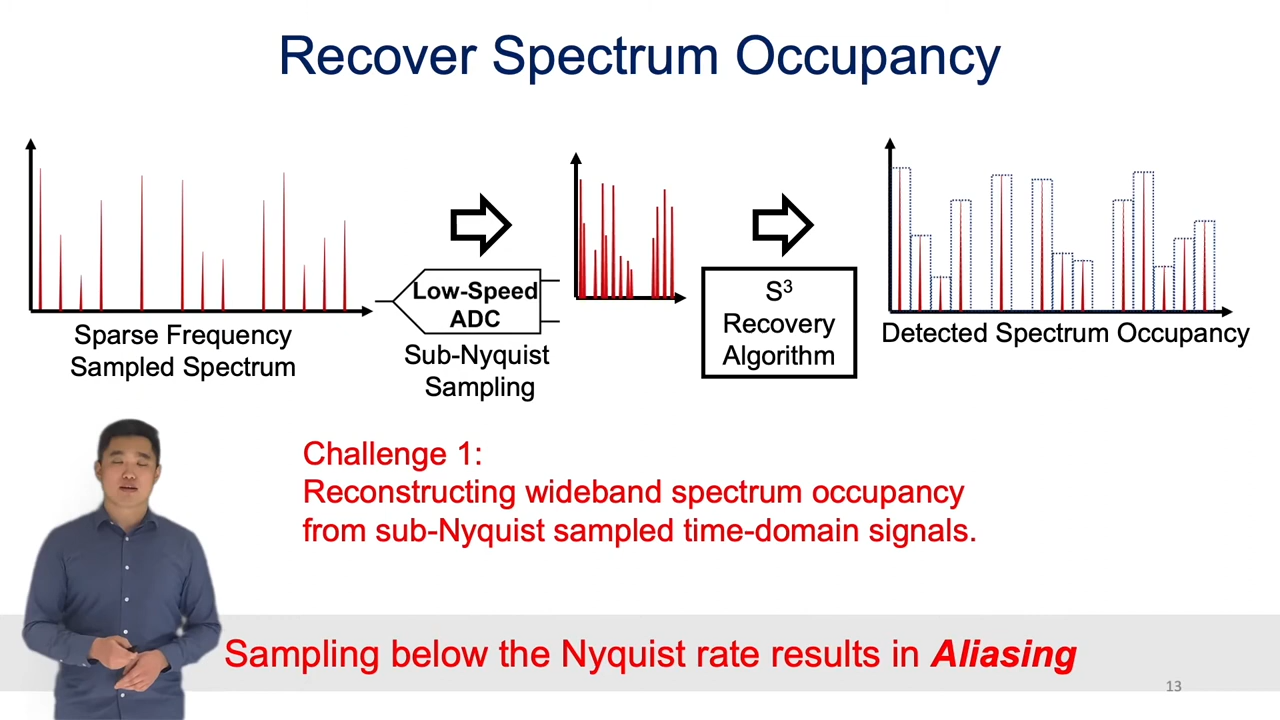 Recover Spectrum Occupancy
Sparse Frequency
Sampled Spectrum
Low-Speed
ADC
Sub-Nyquist
Sampling
S³
Recovery
Algorithm
Detected Spectrum Occupancy
Challenge 1:
Reconstructing wideband spectrum occupancy
from sub-Nyquist sampled time-domain signals.
Sampling below the Nyquist rate results in Aliasing
13